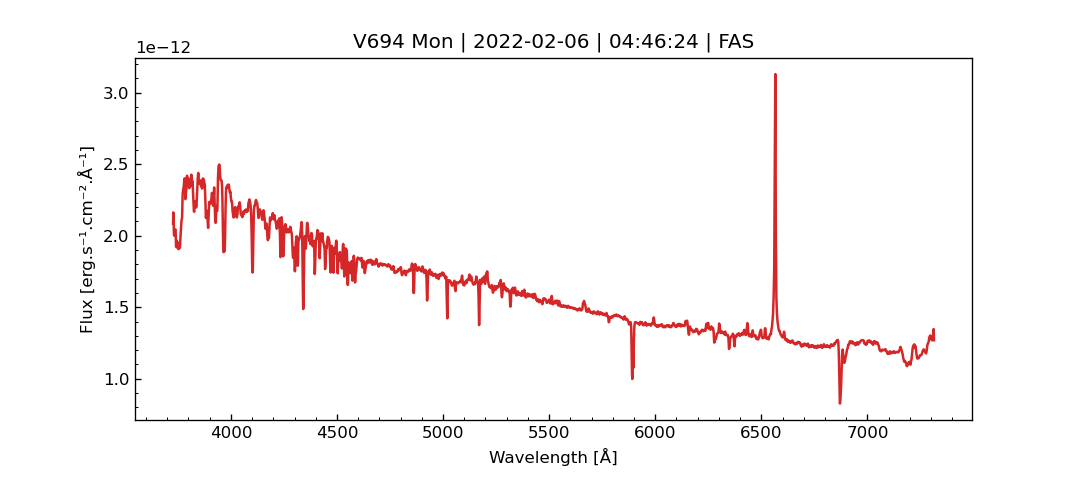 V694 Mon | 2022-02-06 | 04:46:24 | FAS
1e−12
3.0
2.5
2.0
1.5
1.0
Flux [erg.s⁻¹.cm⁻².Å⁻¹]
4000 4500 5000 5500 6000 6500 7000
Wavelength [Å]